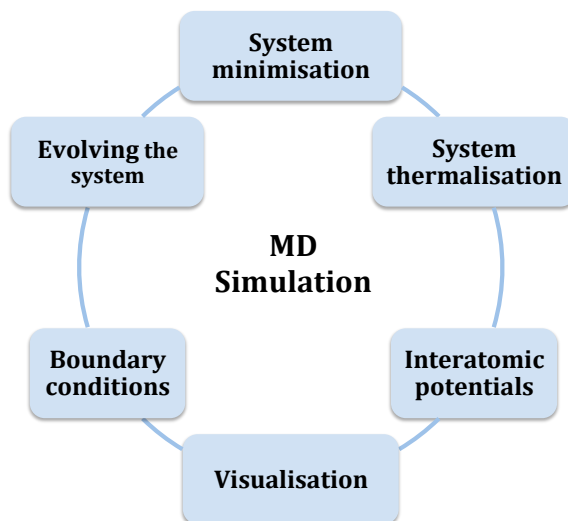 System
minimisation
Evolving the
system
System
thermalisation
MD
Simulation
Boundary
conditions
Interatomic
potentials
Visualisation